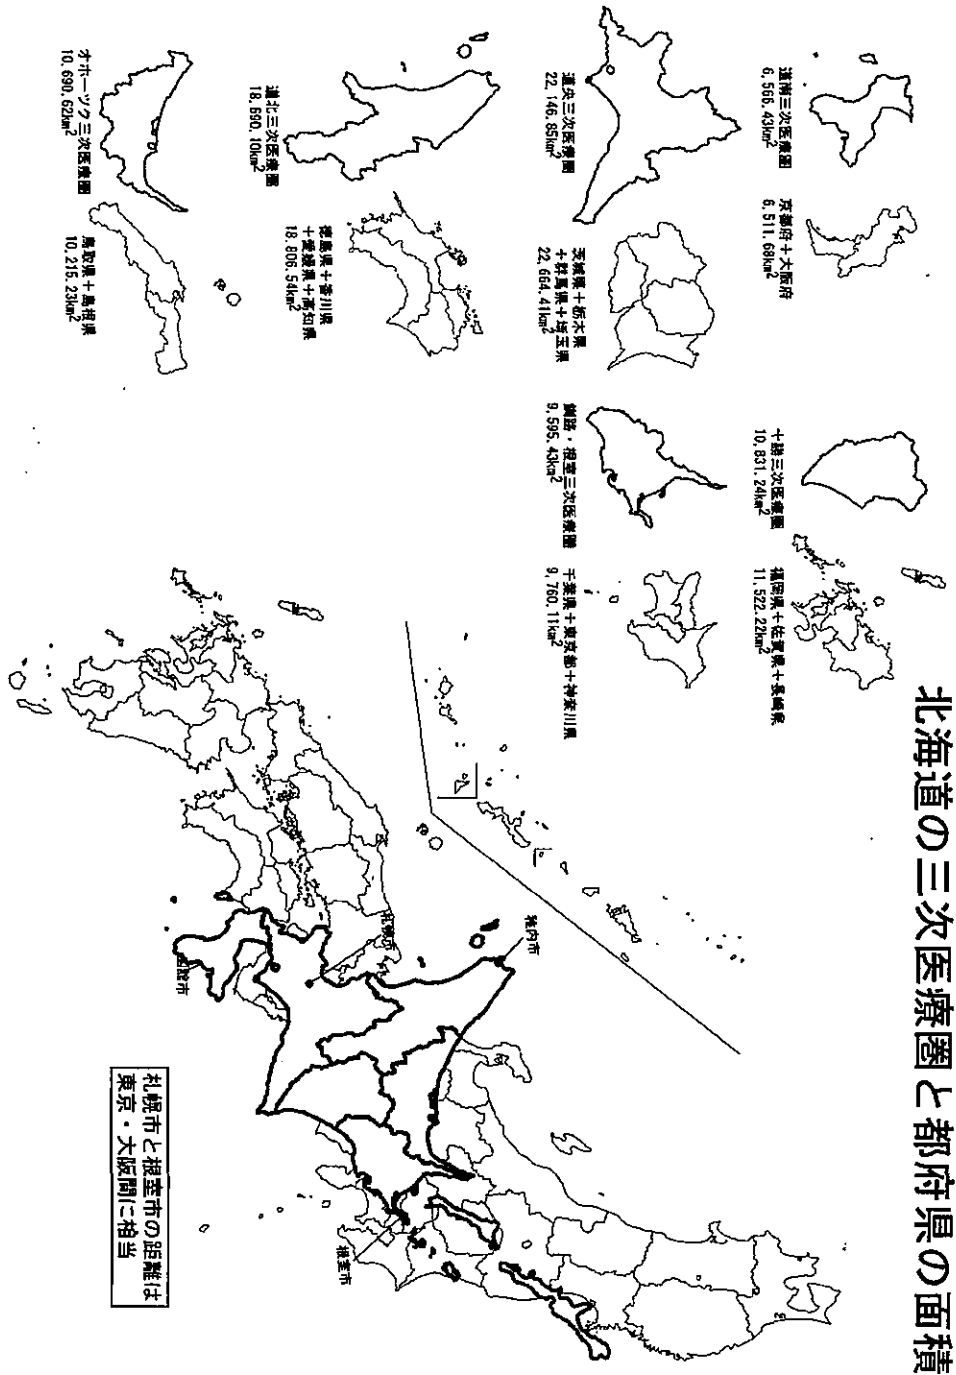 北海道の三次医療圏と都府県の面積
道南三次医療圏
6,566.43km²
京都府＋大阪府
6,511.68km²
十勝三次医療圏
10,831.24km²
福岡県＋佐賀県＋長崎県
11,522.22km²
道央三次医療圏
22,146.85km²
茨城県＋栃木県
＋群馬県＋埼玉県
22,664.41km²
釧路・根室三次医療圏
9,595.43km²
千葉県＋東京都＋神奈川県
9,760.11km²
道北三次医療圏
18,690.10km²
徳島県＋香川県
＋愛媛県＋高知県
18,806.54km²
オホーツク三次医療圏
10,690.62km²
鳥取県＋島根県
10,215.23km²
稚内市
札幌市
函館市
根室市
札幌市と根室市の距離は
東京・大阪間に相当